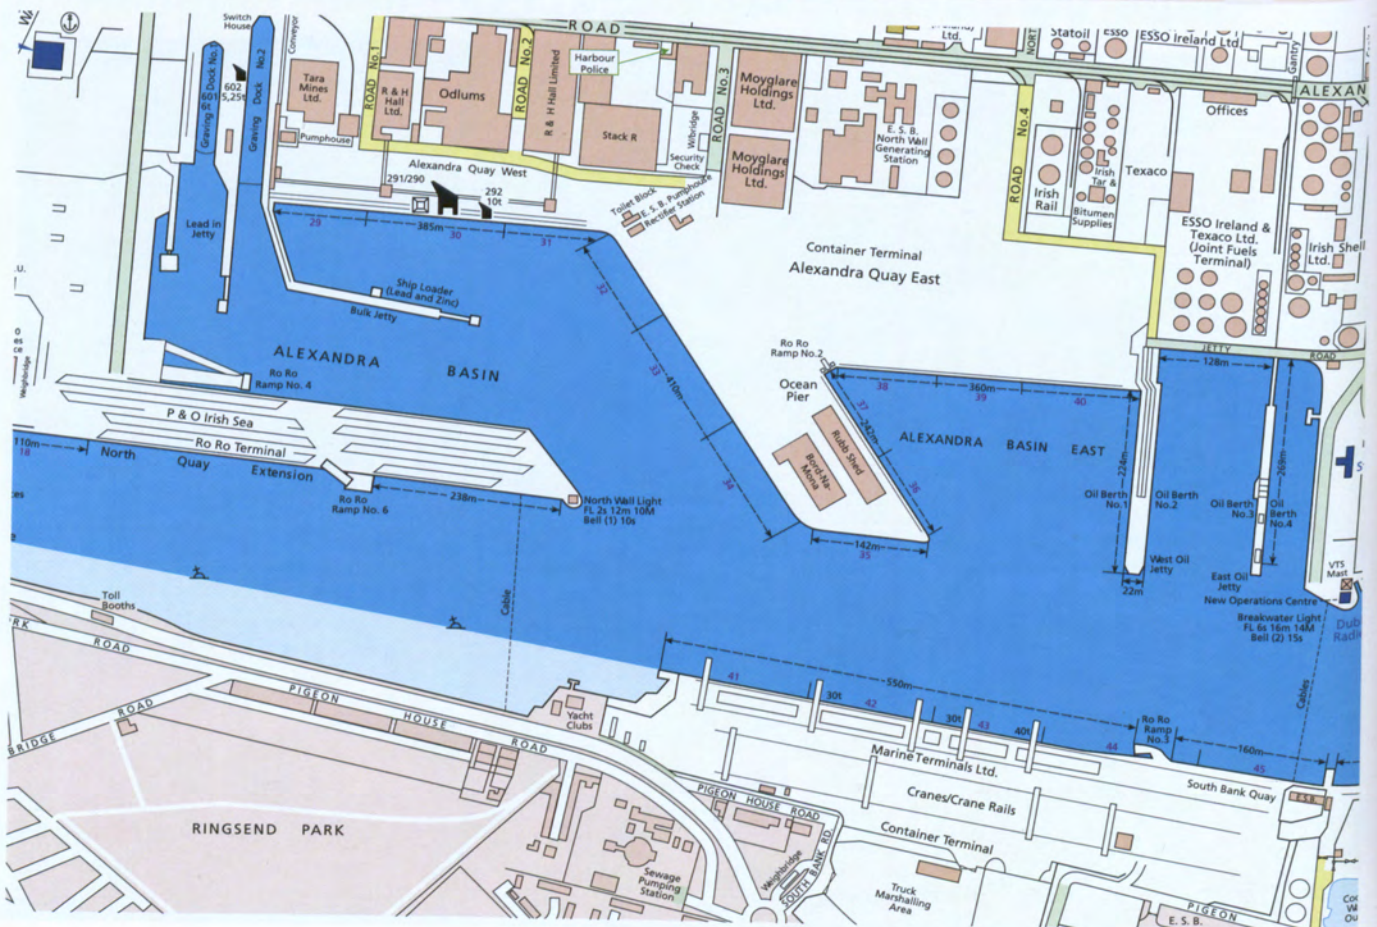 Switch
House
Conveyor
ROAD
Graving Dock No.1
601
6t
602
5,25t
Graving Dock No.2
Tara
Mines
Ltd.
Pumphouse
ROAD No.1
R & H
Hall
Ltd.
Odlums
ROAD No.2
R & H Hall Limited
Harbour
Police
Stack R
ROAD No.3
W/bridge
Security
Check
Moyglare
Holdings
Ltd.
Moyglare
Holdings
Ltd.
Ltd.
E. S. B.
North Wall
Generating
Station
NORT
Statoil
ESSO
ESSO Ireland Ltd.
Gantry
ALEXAN
Offices
ROAD No.4
Irish
Rail
Irish
Tar &
Bitumen
Supplies
Texaco
ESSO Ireland &
Texaco Ltd.
(Joint Fuels
Terminal)
Irish Shell
Ltd.
Alexandra Quay West
291/290
292
10t
Toilet Block
E. S. B. Pumphouse
Rectifier Station
Lead in
Jetty
29
385m
30
31
Container Terminal
Alexandra Quay East
Ship Loader
(Lead and Zinc)
Bulk Jetty
32
33
410m
34
ALEXANDRA BASIN
Ro Ro
Ramp No. 4
Ro Ro
Ramp No.2
Ocean
Pier
38
360m
39
40
JETTY ROAD
128m
37
242m
36
Rubb Shed
Bord-Na-
Mona
ALEXANDRA BASIN EAST
224m
269m
Oil Berth
No.1
Oil Berth
No.2
Oil Berth
No.3
Oil
Berth
No.4
Weighbridge
P & O Irish Sea
Ro Ro Terminal
110m
18
North Quay Extension
Ro Ro
Ramp No. 6
238m
North Wall Light
FL 2s 12m 10M
Bell (1) 10s
142m
35
West Oil
Jetty
22m
East Oil
Jetty
VTS
Mast
New Operations Centre
Breakwater Light
FL 6s 16m 14M
Bell (2) 15s
Dub
Radi
Cable
Cables
Toll
Booths
RK ROAD
BRIDGE ROAD
PIGEON HOUSE ROAD
Yacht
Clubs
41
550m
30t
42
30t
43
40t
44
Ro Ro
Ramp
No.3
160m
45
Marine Terminals Ltd.
South Bank Quay
E.S.B.
Cranes/Crane Rails
PIGEON HOUSE ROAD
Container Terminal
RINGSEND PARK
Sewage
Pumping
Station
Weighbridge
SOUTH BANK RD.
Truck
Marshalling
Area
PIGEON
E. S. B.